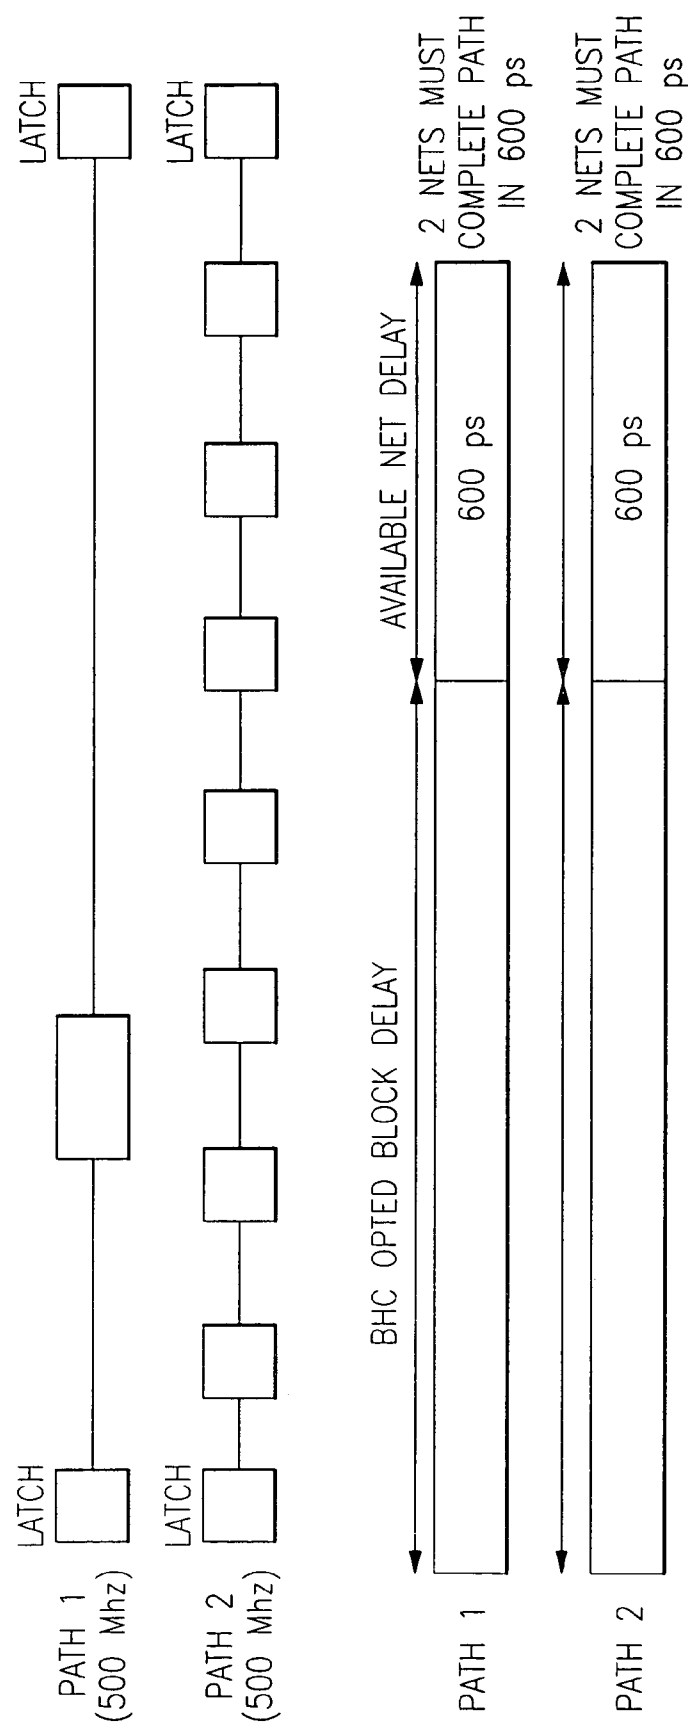 PATH 1
(500 Mhz)
LATCH
LATCH
PATH 2
(500 Mhz)
LATCH
LATCH
BHC OPTED BLOCK DELAY
AVAILABLE NET DELAY
PATH 1
600 ps
2 NETS MUST
COMPLETE PATH
IN 600 ps
PATH 2
600 ps
2 NETS MUST
COMPLETE PATH
IN 600 ps